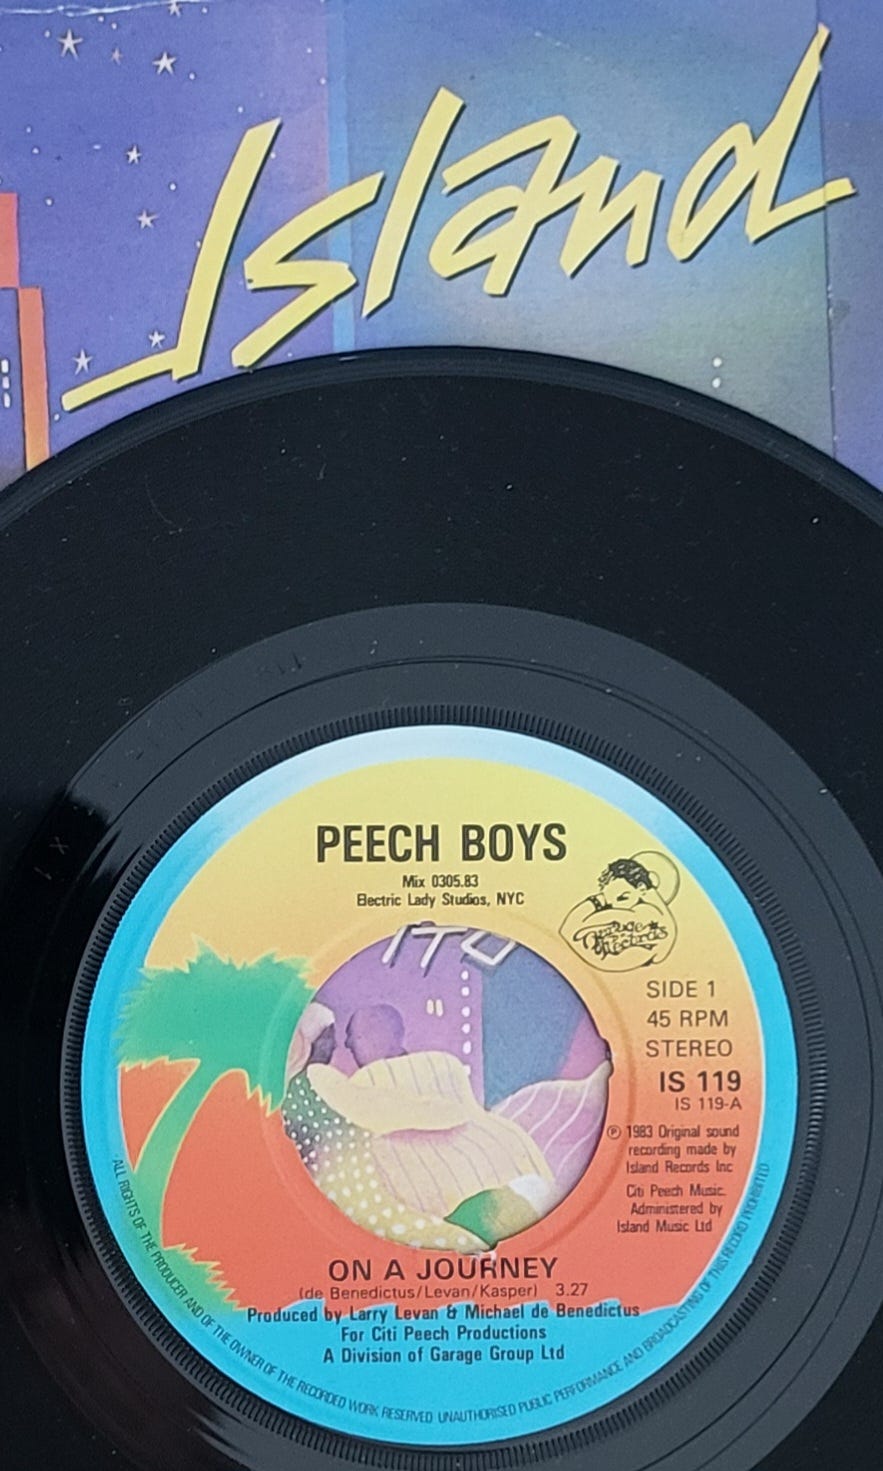 Island
PEECH BOYS
Mix 0305.83
Electric Lady Studios, NYC
Garage
Records
SIDE 1
45 RPM
STEREO
IS 119
IS 119-A
℗ 1983 Original sound
recording made by
Island Records Inc
Citi Peech Music.
Administered by
Island Music Ltd
ON A JOURNEY
(de Benedictus/Levan/Kasper) 3.27
Produced by Larry Levan & Michael de Benedictus
For Citi Peech Productions
A Division of Garage Group Ltd
ALL RIGHTS OF THE PRODUCER AND OF THE OWNER OF THE RECORDED WORK RESERVED UNAUTHORISED PUBLIC PERFORMANCE AND BROADCASTING OF THIS RECORD PROHIBITED